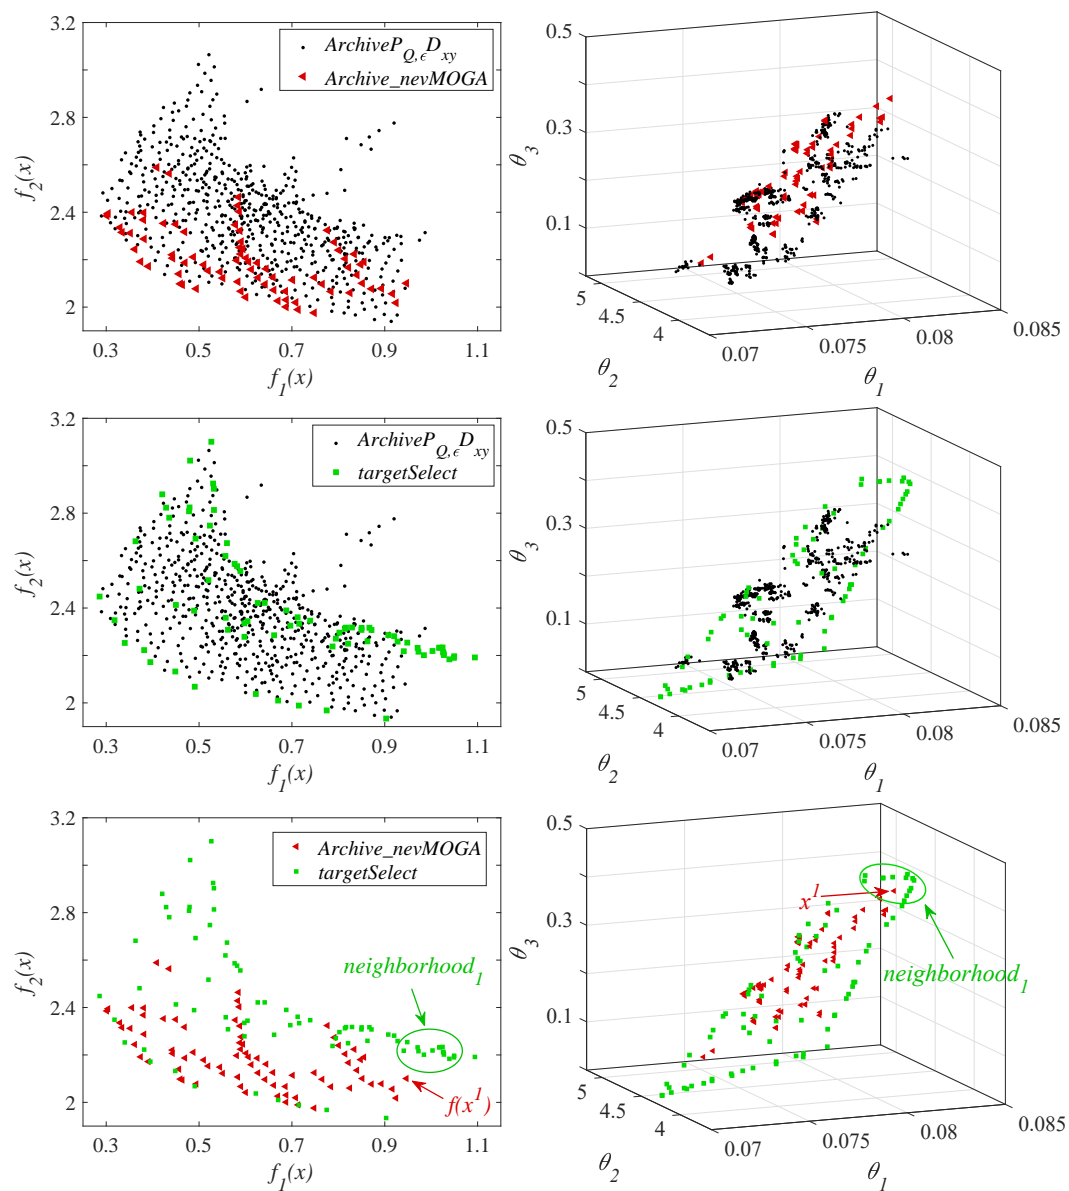 3.2
2.8
2.4
2
0.3
0.5
0.7
0.9
1.1
f_2(x)
f_1(x)
ArchiveP_{Q,ϵ}D_{xy}
Archive_nevMOGA
0.5
0.3
0.1
θ_3
5
4.5
4
θ_2
0.07
0.075
0.08
0.085
θ_1
3.2
2.8
2.4
2
0.3
0.5
0.7
0.9
1.1
f_2(x)
f_1(x)
ArchiveP_{Q,ϵ}D_{xy}
targetSelect
0.5
0.3
0.1
θ_3
5
4.5
4
θ_2
0.07
0.075
0.08
0.085
θ_1
3.2
2.8
2.4
2
0.3
0.5
0.7
0.9
1.1
f_2(x)
f_1(x)
Archive_nevMOGA
targetSelect
neighborhood_1
f(x^1)
0.5
0.3
0.1
θ_3
x^1
neighborhood_1
5
4.5
4
θ_2
0.07
0.075
0.08
0.085
θ_1